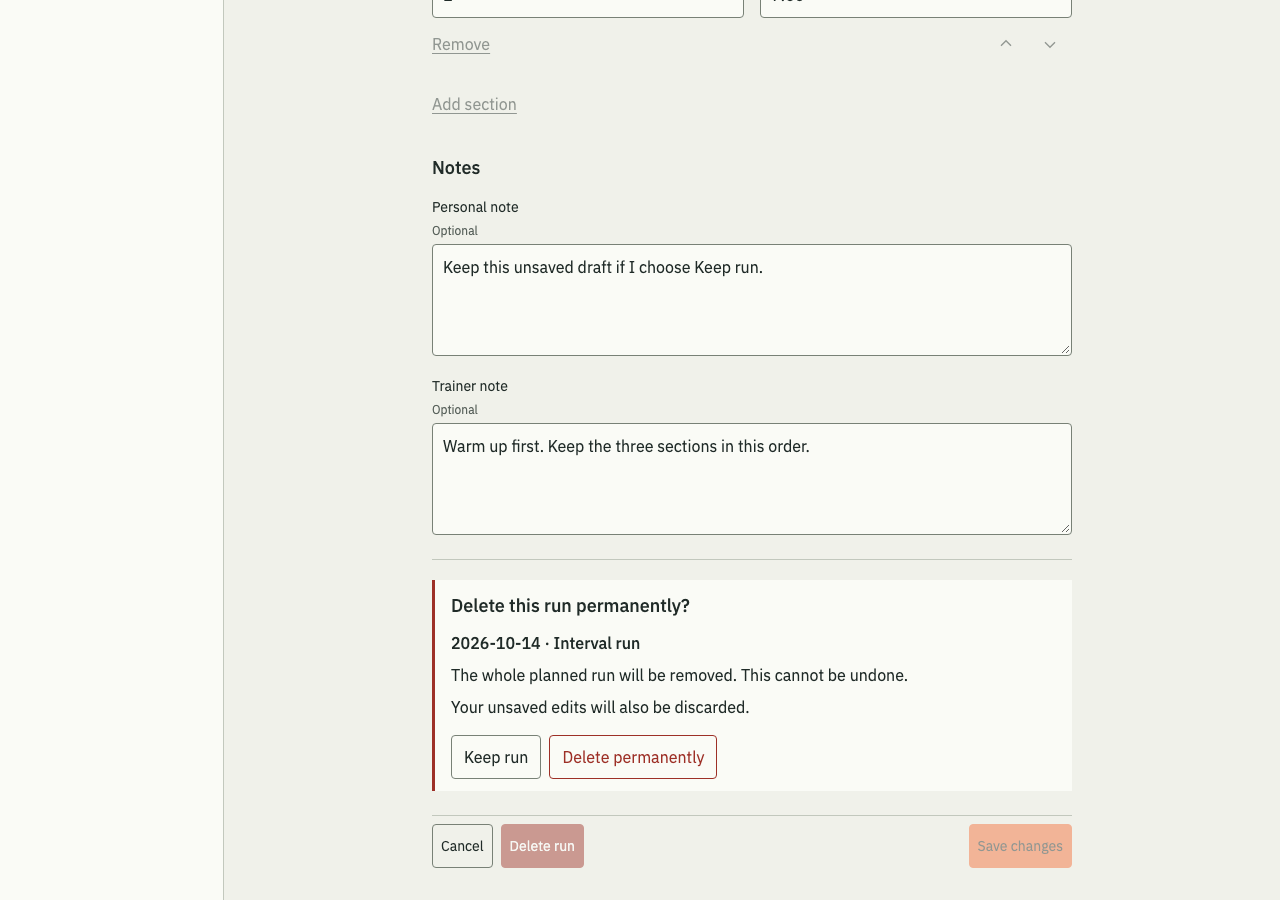 Remove
Add section
Notes
Personal note
Optional
Keep this unsaved draft if I choose Keep run.
Trainer note
Optional
Warm up first. Keep the three sections in this order.
Delete this run permanently?
2026-10-14 · Interval run
The whole planned run will be removed. This cannot be undone.
Your unsaved edits will also be discarded.
Keep run
Delete permanently
Cancel
Delete run
Save changes